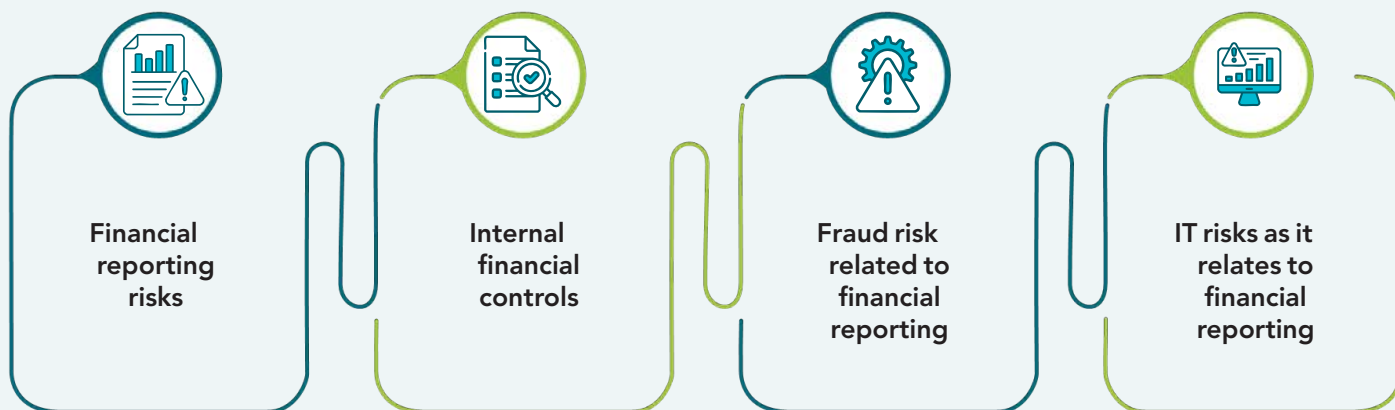 Financial
reporting
risks
Internal
financial
controls
Fraud risk
related to
financial
reporting
IT risks as it
relates to
financial
reporting